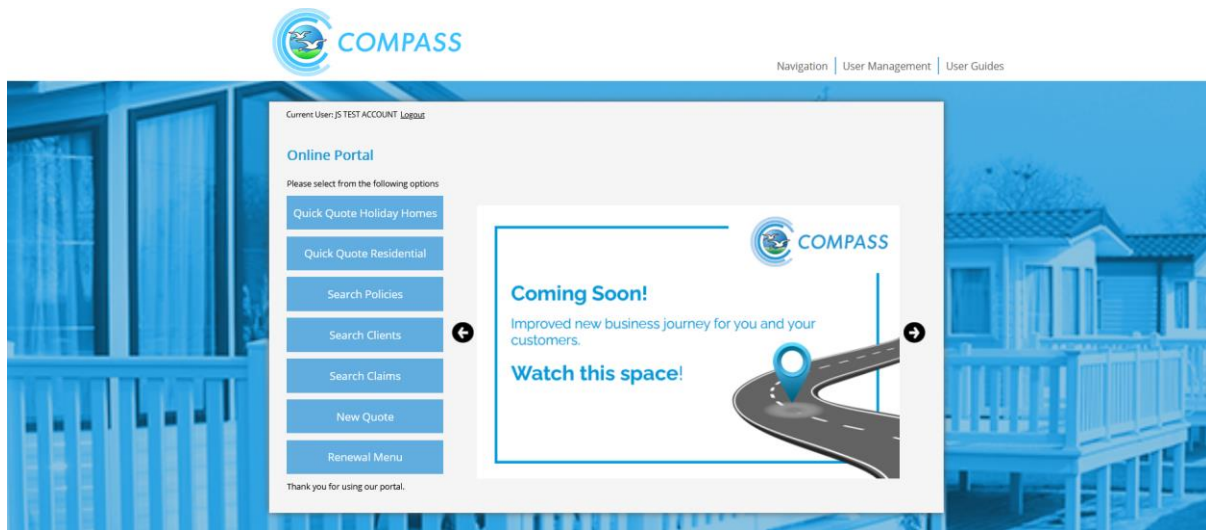 COMPASS
Navigation | User Management | User Guides
Current User: JS TEST ACCOUNT Logout
Online Portal
Please select from the following options
Quick Quote Holiday Homes
Quick Quote Residential
Search Policies
Search Clients
Search Claims
New Quote
Renewal Menu
Thank you for using our portal.
COMPASS
Coming Soon!
Improved new business journey for you and your
customers.
Watch this space!